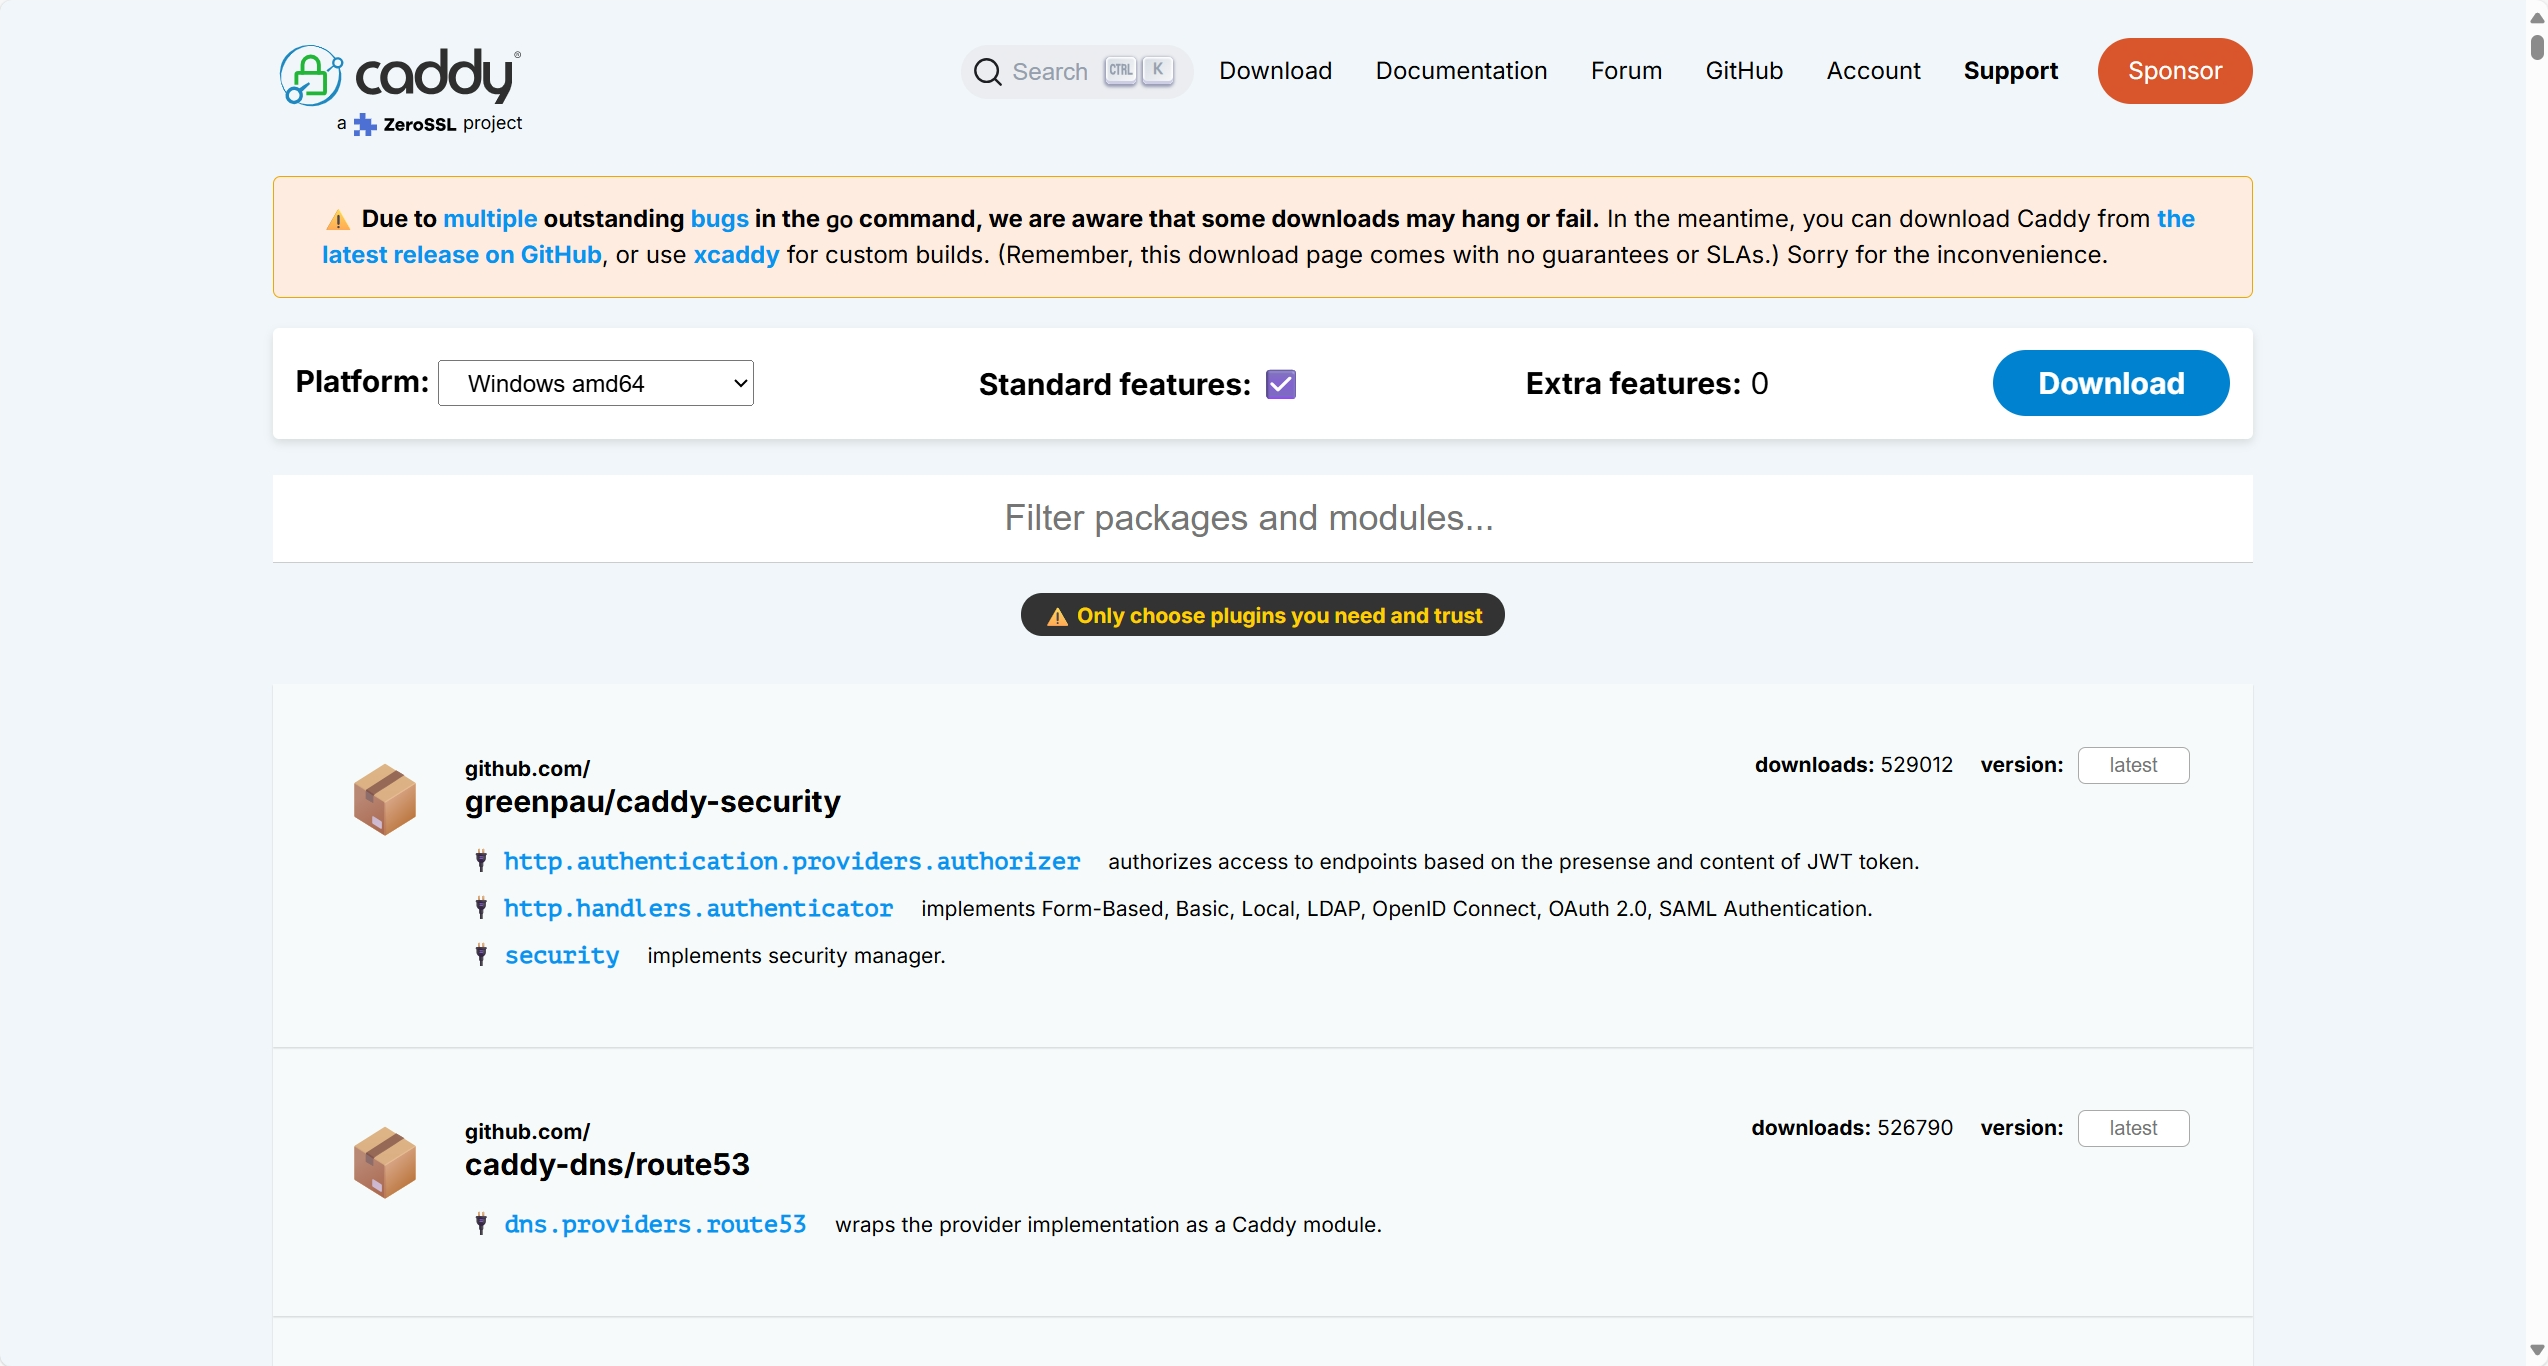 caddy®
a ZeroSSL project
Search CTRL K
Download
Documentation
Forum
GitHub
Account
Support
Sponsor
⚠️ Due to multiple outstanding bugs in the go command, we are aware that some downloads may hang or fail. In the meantime, you can download Caddy from the
latest release on GitHub, or use xcaddy for custom builds. (Remember, this download page comes with no guarantees or SLAs.) Sorry for the inconvenience.
Platform: Windows amd64
Standard features: ☑
Extra features: 0
Download
Filter packages and modules...
⚠️ Only choose plugins you need and trust
github.com/
greenpau/caddy-security
downloads: 529012 version: latest
http.authentication.providers.authorizer authorizes access to endpoints based on the presense and content of JWT token.
http.handlers.authenticator implements Form-Based, Basic, Local, LDAP, OpenID Connect, OAuth 2.0, SAML Authentication.
security implements security manager.
github.com/
caddy-dns/route53
downloads: 526790 version: latest
dns.providers.route53 wraps the provider implementation as a Caddy module.